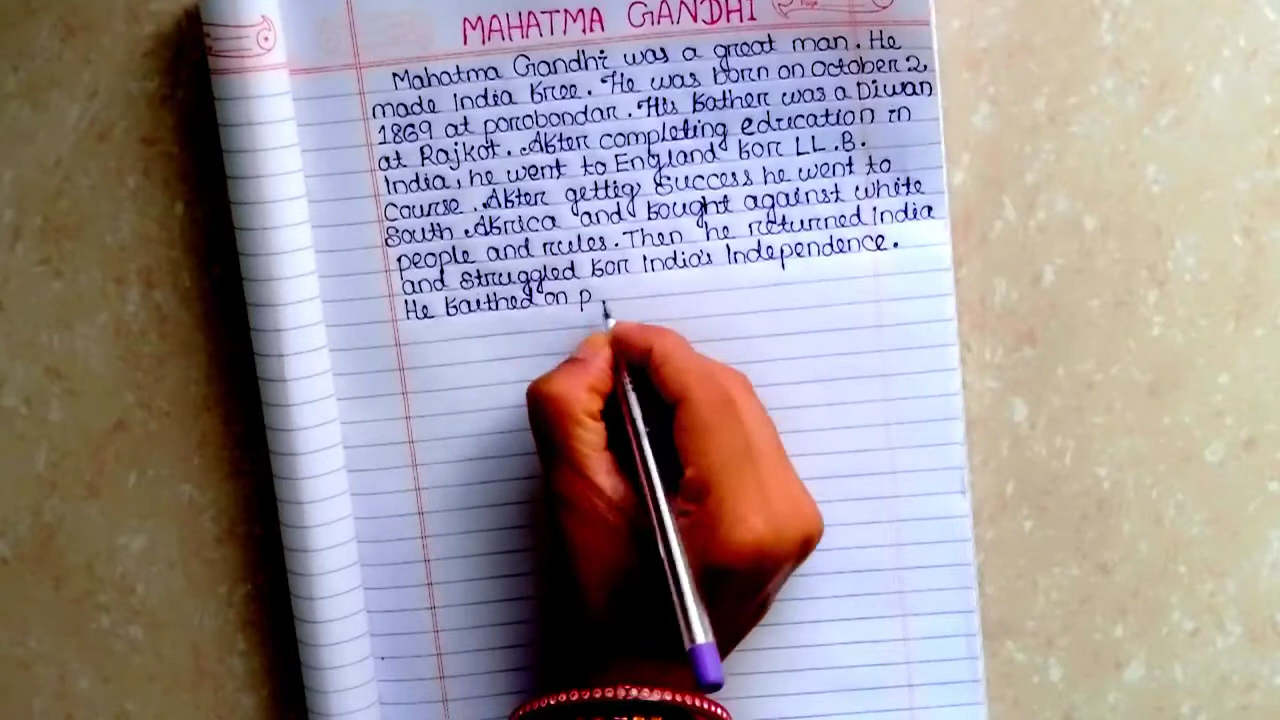 MAHATMA GANDHI
Mahatma Gandhi was a great man. He
made India free. He was born on October 2,
1869 at porobondar. His father was a Diwan
at Rajkot. After completing education in
India, he went to England for LL.B.
Course. After gettig success he went to
South Africa and fought against white
people and rules. Then he returned India
and struggled for India's Independence.
He faithed on p